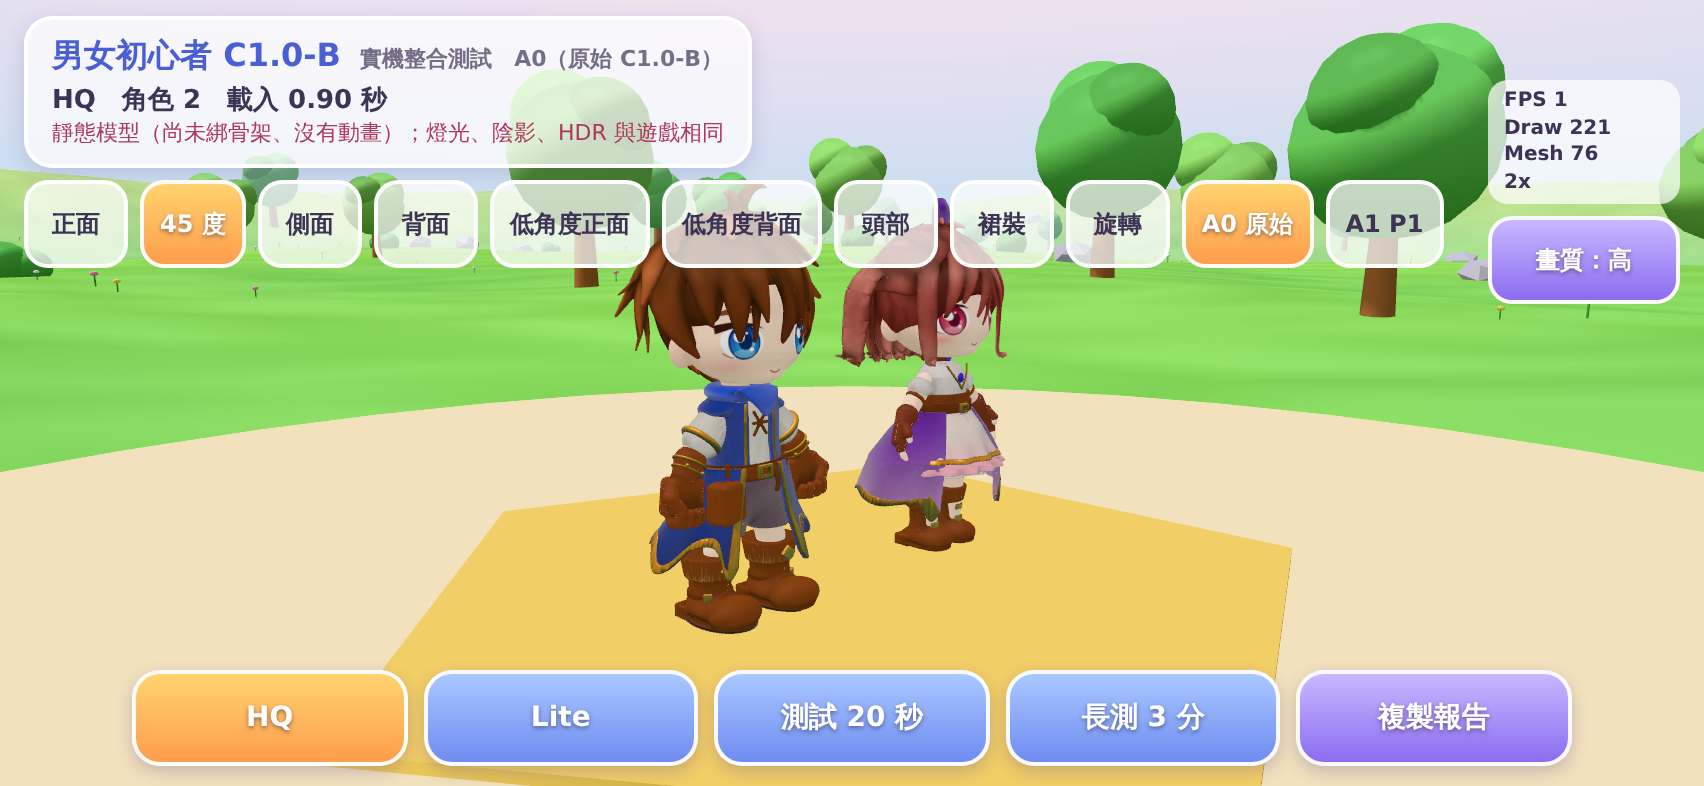 男女初心者 C1.0-B 實機整合測試 A0（原始 C1.0-B）
HQ 角色 2 載入 0.90 秒
靜態模型（尚未綁骨架、沒有動畫）；燈光、陰影、HDR 與遊戲相同
FPS 1
Draw 221
Mesh 76
2x
正面
45 度
側面
背面
低角度正面
低角度背面
頭部
裙裝
旋轉
A0 原始
A1 P1
畫質：高
HQ
Lite
測試 20 秒
長測 3 分
複製報告